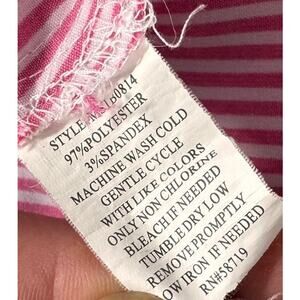 STYLE
97%POLYESTER
3%SPANDEX
MACHINE WASH COLD
GENTLE CYCLE
WITH LIKE COLORS
ONLY NON CHLORINE
BLEACH IF NEEDED
TUMBLE DRY LOW
REMOVE PROMPTLY
LOW IRON IF NEEDED
RN#58719